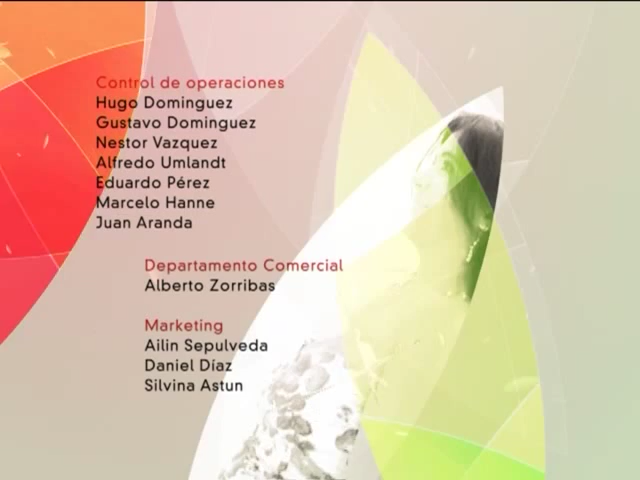 Control de operaciones
Hugo Dominguez
Gustavo Dominguez
Nestor Vazquez
Alfredo Umlandt
Eduardo Pérez
Marcelo Hanne
Juan Aranda
Departamento Comercial
Alberto Zorribas
Marketing
Ailin Sepulveda
Daniel Díaz
Silvina Astun